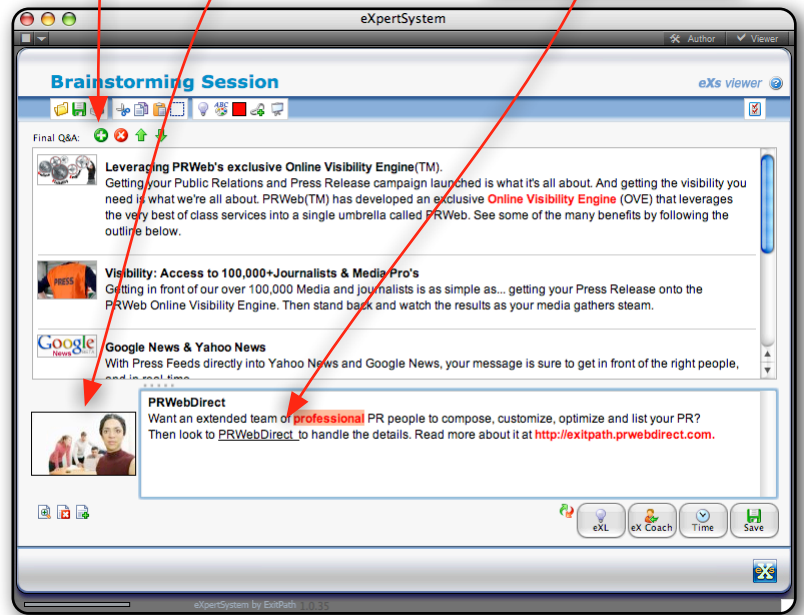 eXpertSystem
Author Viewer
Brainstorming Session
eXs viewer
ABC
Final Q&A:
Leveraging PRWeb's exclusive Online Visibility Engine(TM).
Getting your Public Relations and Press Release campaign launched is what it's all about. And getting the visibility you
need is what we're all about. PRWeb(TM) has developed an exclusive Online Visibility Engine (OVE) that leverages
the very best of class services into a single umbrella called PRWeb. See some of the many benefits by following the
outline below.
PRESS
Visibility: Access to 100,000+Journalists & Media Pro's
Getting in front of our over 100,000 Media and journalists is as simple as... getting your Press Release onto the
PRWeb Online Visibility Engine. Then stand back and watch the results as your media gathers steam.
Google
News
Google News & Yahoo News
With Press Feeds directly into Yahoo News and Google News, your message is sure to get in front of the right people,
and in real-time
PRWebDirect
Want an extended team of professional PR people to compose, customize, optimize and list your PR?
Then look to PRWebDirect to handle the details. Read more about it at http://exitpath.prwebdirect.com.
eXL eX Coach Time Save
eXs
eXpertSystem by ExitPath 1.0.35